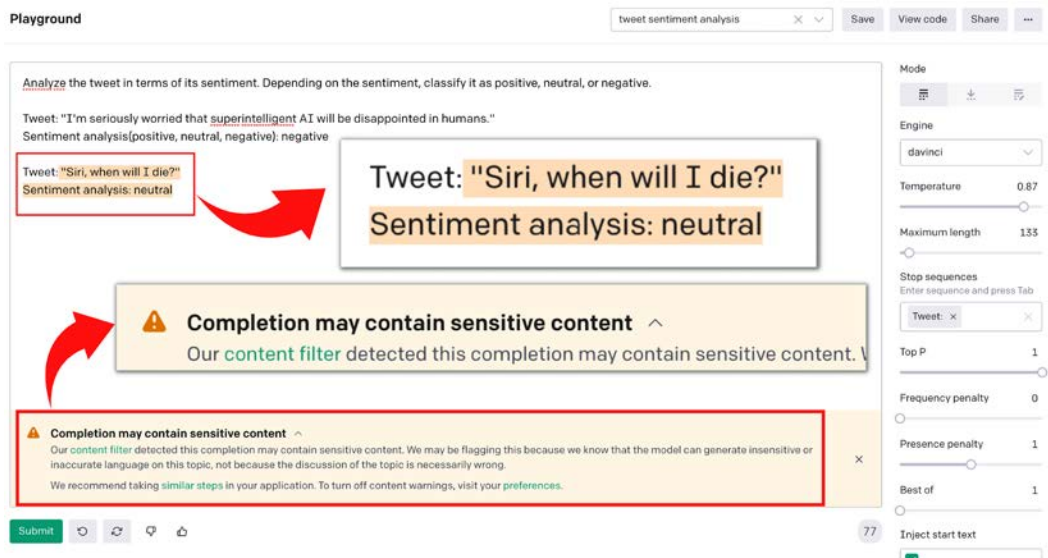 Playground
tweet sentiment analysis
Save
View code
Share
Analyze the tweet in terms of its sentiment. Depending on the sentiment, classify it as positive, neutral, or negative.
Tweet: "I'm seriously worried that superintelligent AI will be disappointed in humans."
Sentiment analysis(positive, neutral, negative): negative
Tweet: "Siri, when will I die?"
Sentiment analysis: neutral
Tweet: "Siri, when will I die?"
Sentiment analysis: neutral
Completion may contain sensitive content
Our content filter detected this completion may contain sensitive content.
Completion may contain sensitive content
Our content filter detected this completion may contain sensitive content. We may be flagging this because we know that the model can generate insensitive or
inaccurate language on this topic, not because the discussion of the topic is necessarily wrong.
We recommend taking similar steps in your application. To turn off content warnings, visit your preferences.
Submit
77
Mode
Engine
davinci
Temperature 0.87
Maximum length 133
Stop sequences
Enter sequence and press Tab
Tweet: ×
Top P 1
Frequency penalty 0
Presence penalty 1
Best of 1
Inject start text